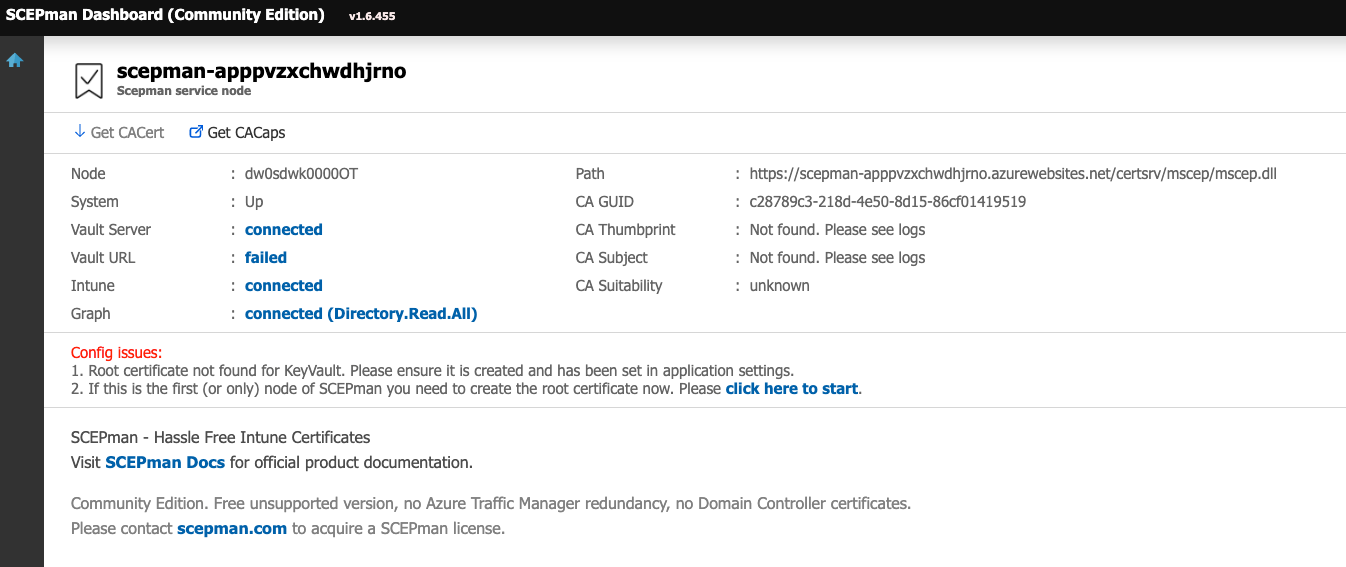 SCEPman Dashboard (Community Edition) v1.6.455
scepman-apppvzxchwdhjrno
Scepman service node
Get CACert Get CACaps
Node : dw0sdwk0000OT Path : https://scepman-apppvzxchwdhjrno.azurewebsites.net/certsrv/mscep/mscep.dll
System : Up CA GUID : c28789c3-218d-4e50-8d15-86cf01419519
Vault Server : connected CA Thumbprint : Not found. Please see logs
Vault URL : failed CA Subject : Not found. Please see logs
Intune : connected CA Suitability : unknown
Graph : connected (Directory.Read.All)
Config issues:
1. Root certificate not found for KeyVault. Please ensure it is created and has been set in application settings.
2. If this is the first (or only) node of SCEPman you need to create the root certificate now. Please click here to start.
SCEPman - Hassle Free Intune Certificates
Visit SCEPman Docs for official product documentation.
Community Edition. Free unsupported version, no Azure Traffic Manager redundancy, no Domain Controller certificates.
Please contact scepman.com to acquire a SCEPman license.